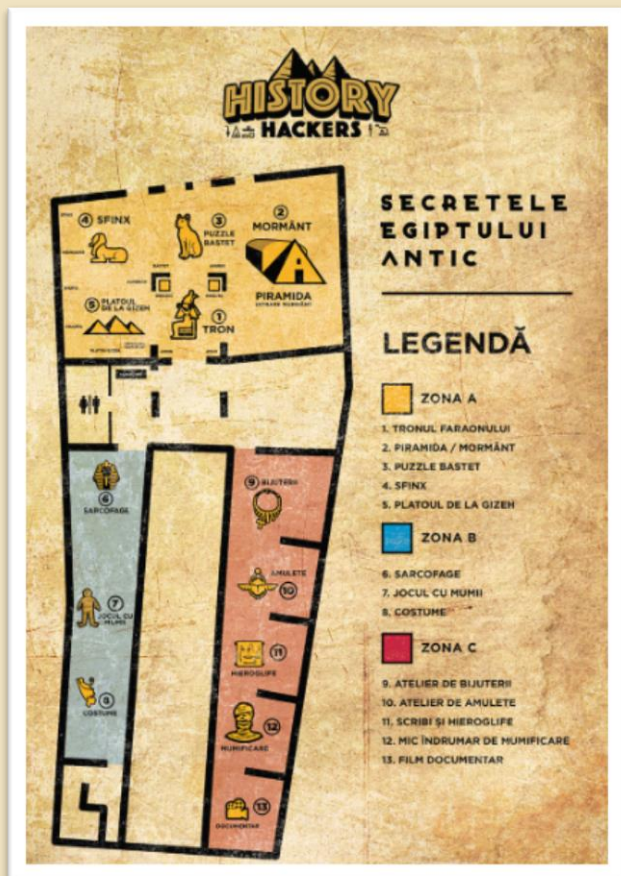 HISTORY
HACKERS
SECRETELE
EGIPTULUI
ANTIC
LEGENDĂ
ZONA A
1. TRONUL FARAONULUI
2. PIRAMIDA / MORMÂNT
3. PUZZLE BASTET
4. SFINX
5. PLATOUL DE LA GIZEH
ZONA B
6. SARCOFAGE
7. JOCUL CU MUMII
8. COSTUME
ZONA C
9. ATELIER DE BIJUTERII
10. ATELIER DE AMULETE
11. SCRIBI ȘI HIEROGLIFE
12. MIC ÎNDRUMAR DE MUMIFICARE
13. FILM DOCUMENTAR
4 SFINX
3
PUZZLE
BASTET
2
MORMÂNT
PIRAMIDA
5 PLATOUL
DE LA GIZEH
1
TRON
6
SARCOFAGE
7
JOCUL CU
MUMII
8
COSTUME
9 BIJUTERII
AMULETE
10
11
HIEROGLIFE
12
MUMIFICARE
13
DOCUMENTAR